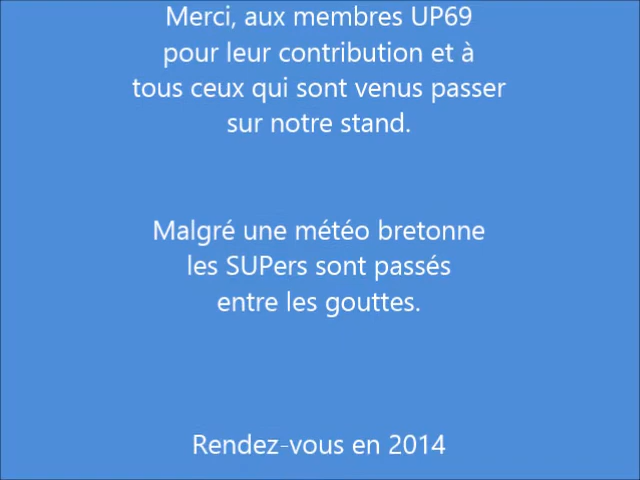 Merci, aux membres UP69
pour leur contribution et à
tous ceux qui sont venus passer
sur notre stand.
Malgré une météo bretonne
les SUPers sont passés
entre les gouttes.
Rendez-vous en 2014